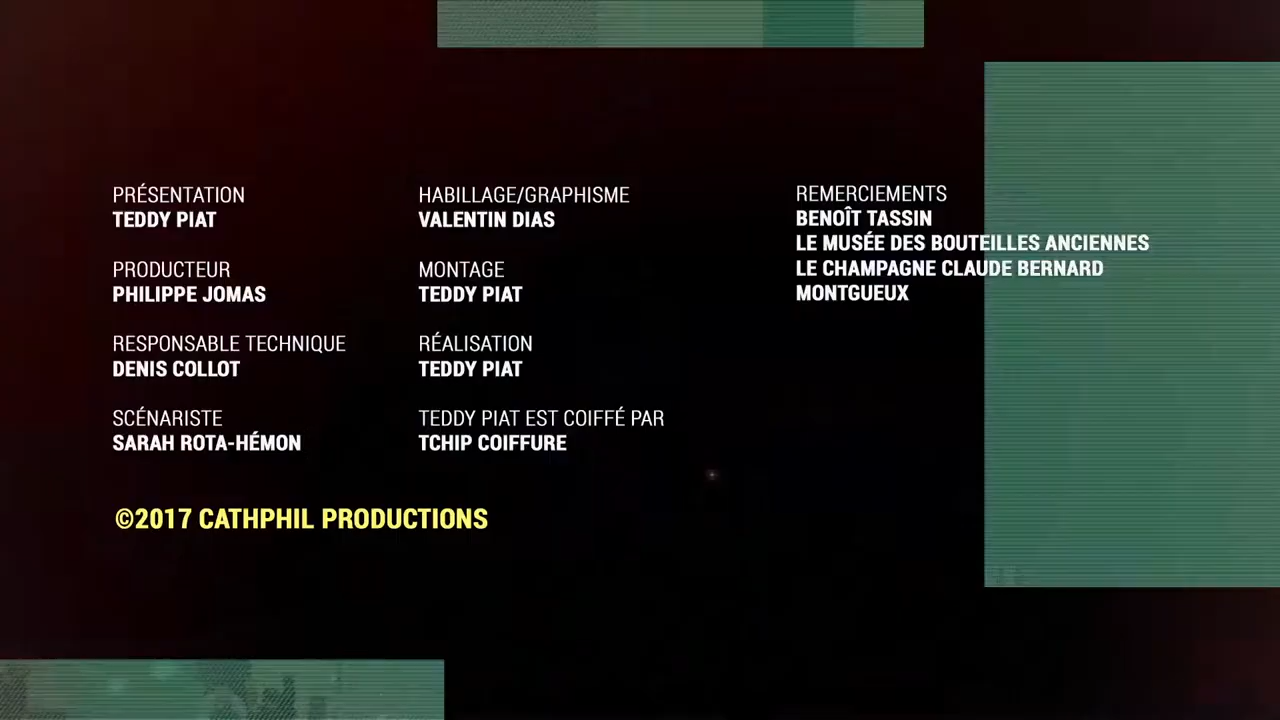 PRÉSENTATION
TEDDY PIAT
PRODUCTEUR
PHILIPPE JOMAS
RESPONSABLE TECHNIQUE
DENIS COLLOT
SCÉNARISTE
SARAH ROTA-HÉMON
HABILLAGE/GRAPHISME
VALENTIN DIAS
MONTAGE
TEDDY PIAT
RÉALISATION
TEDDY PIAT
TEDDY PIAT EST COIFFÉ PAR
TCHIP COIFFURE
REMERCIEMENTS
BENOÎT TASSIN
LE MUSÉE DES BOUTEILLES ANCIENNES
LE CHAMPAGNE CLAUDE BERNARD
MONTGUEUX
©2017 CATHPHIL PRODUCTIONS